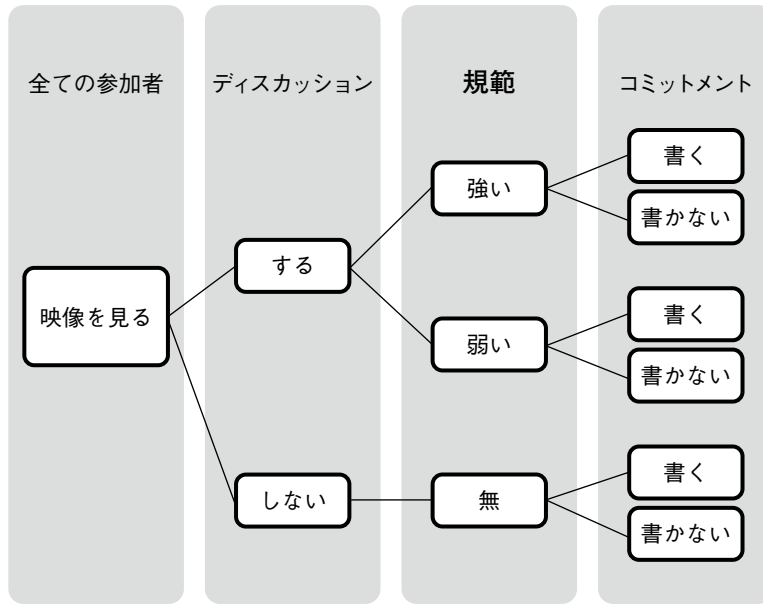 全ての参加者
ディスカッション
規範
コミットメント
映像を見る
する
しない
強い
弱い
無
書く
書かない
書く
書かない
書く
書かない